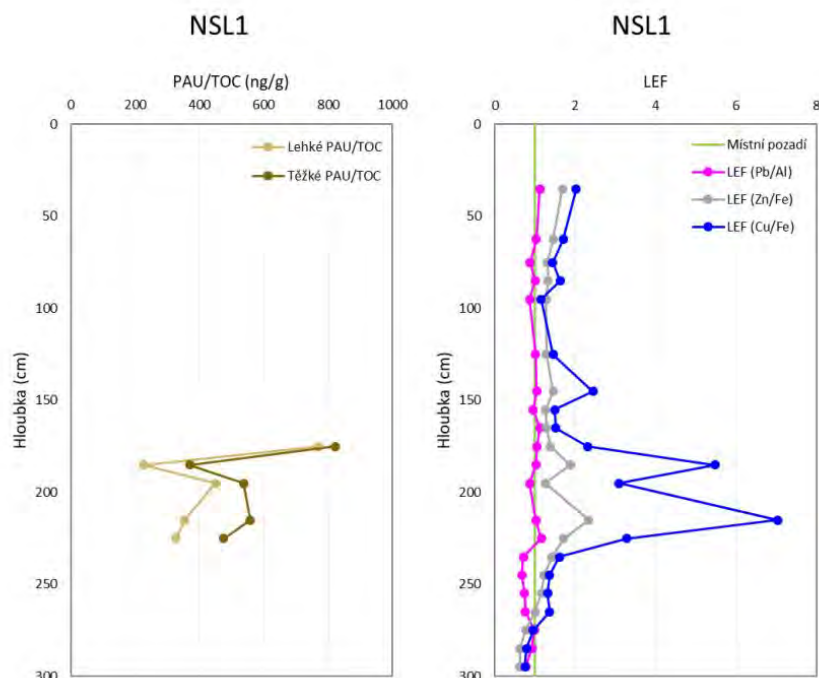 NSL1
PAU/TOC (ng/g)
0 200 400 600 800 1000
0
50
100
150
200
250
300
Hloubka (cm)
Lehké PAU/TOC
Těžké PAU/TOC
NSL1
LEF
0 2 4 6 8
0
50
100
150
200
250
300
Hloubka (cm)
Místní pozadí
LEF (Pb/Al)
LEF (Zn/Fe)
LEF (Cu/Fe)